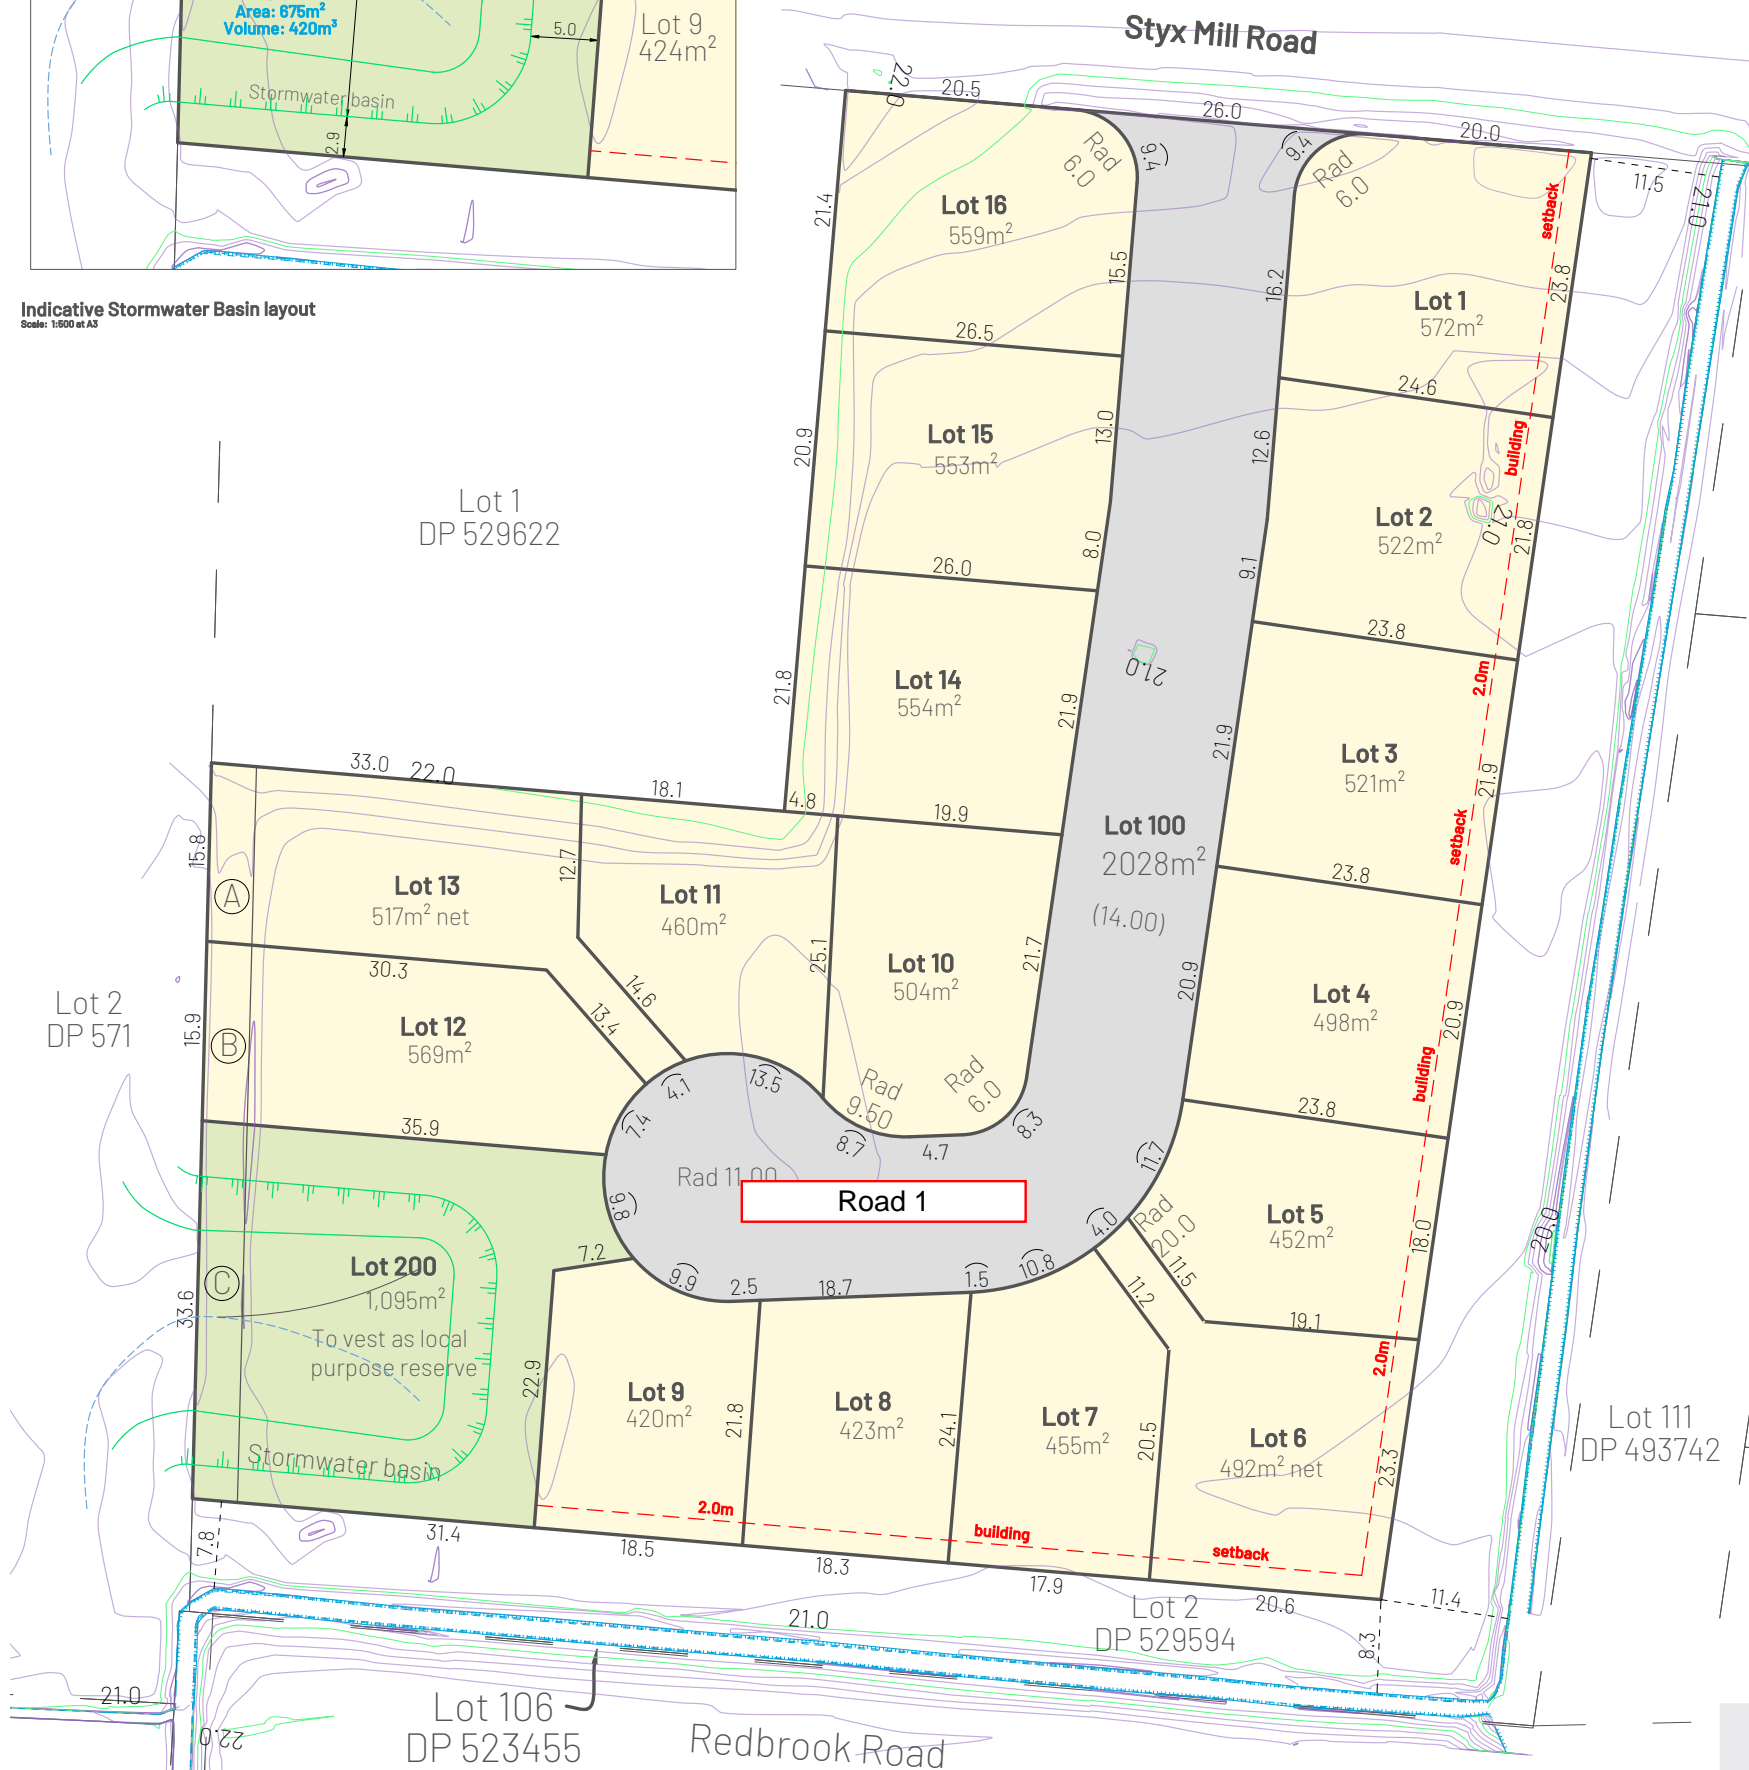 Area: 675m²
Volume: 420m³
Stormwater basin
2.9
5.0
Lot 9
424m²
Indicative Stormwater Basin layout
Scale: 1:500 at A3
Styx Mill Road
22.0
20.5
26.0
20.0
11.5
21.0
9.4
Rad
6.0
9.4
Rad
6.0
setback
21.4
Lot 16
559m²
15.5
16.2
Lot 1
572m²
23.8
26.5
24.6
20.9
Lot 15
553m²
13.0
8.0
12.6
9.1
Lot 2
522m²
building
21.0
21.8
Lot 1
DP 529622
26.0
23.8
21.8
Lot 14
554m²
21.9
21.0
21.9
Lot 3
521m²
2.0m
21.9
setback
33.0
22.0
18.1
4.8
19.9
Lot 100
2028m²
(14.00)
23.8
15.8
A
Lot 13
517m² net
12.7
Lot 11
460m²
25.1
Lot 10
504m²
21.7
20.9
Lot 4
498m²
20.9
building
Lot 2
DP 571
15.9
B
30.3
Lot 12
569m²
14.6
13.4
4.1
13.5
Rad
9.50
Rad
6.0
8.3
23.8
35.9
7.4
8.7
4.7
11.7
Rad 11.00
Road 1
9.8
4.0
Rad
20.0
Lot 5
452m²
18.0
20.0
33.6
C
Lot 200
1,095m²
To vest as local
purpose reserve
7.2
9.9
2.5
18.7
1.5
10.8
11.2
11.5
19.1
2.0m
22.9
Lot 9
420m²
21.8
Lot 8
423m²
24.1
Lot 7
455m²
20.5
Lot 6
492m² net
23.3
Lot 111
DP 493742
Stormwater basin
2.0m
building
setback
7.8
31.4
18.5
18.3
17.9
20.6
11.4
8.3
21.0
Lot 2
DP 529594
21.0
22.0
Lot 106
DP 523455
Redbrook Road